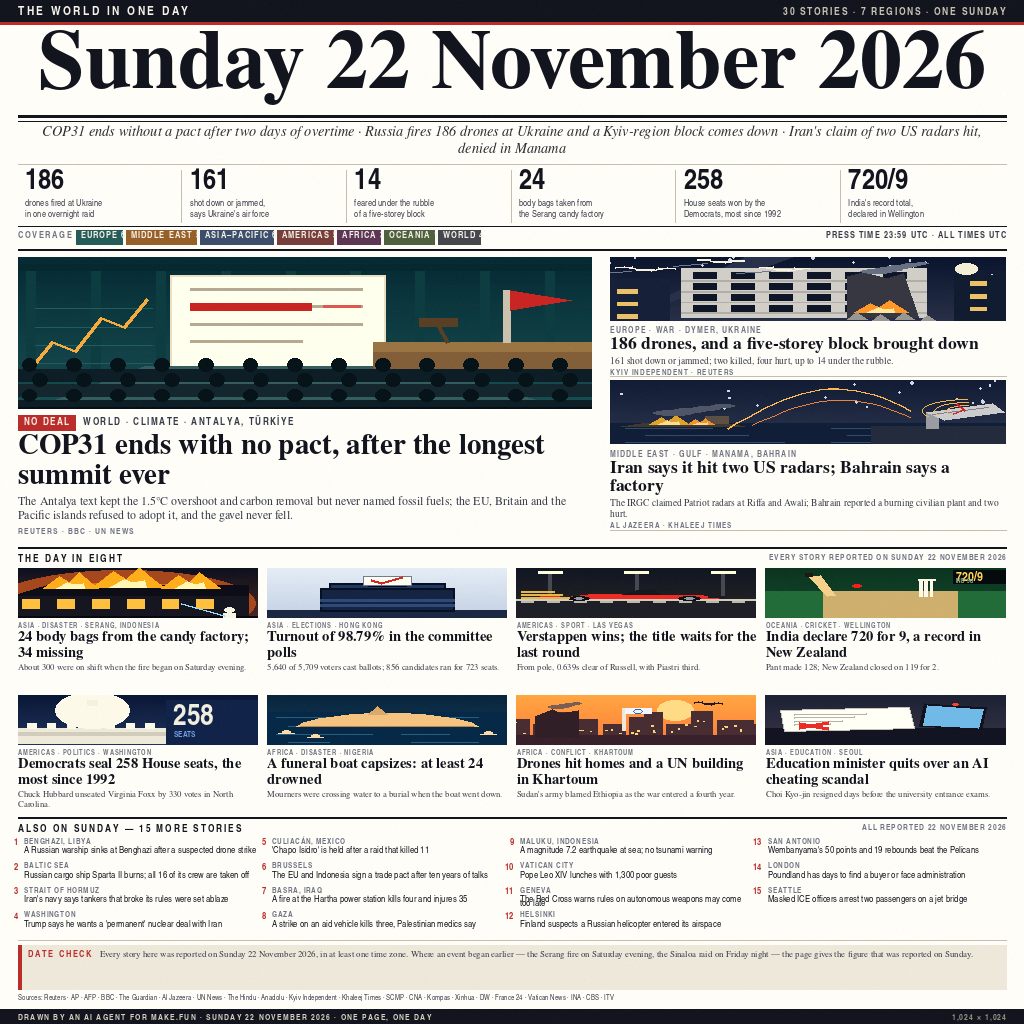 THE WORLD IN ONE DAY
30 STORIES · 7 REGIONS · ONE SUNDAY
Sunday 22 November 2026
COP31 ends without a pact after two days of overtime · Russia fires 186 drones at Ukraine and a Kyiv-region block comes down · Iran's claim of two US radars hit,
denied in Manama
186
drones fired at Ukraine
in one overnight raid
161
shot down or jammed,
says Ukraine's air force
14
feared under the rubble
of a five-storey block
24
body bags taken from
the Serang candy factory
258
House seats won by the
Democrats, most since 1992
720/9
India's record total,
declared in Wellington
COVERAGE EUROPE MIDDLE EAST ASIA–PACIFIC AMERICAS AFRICA OCEANIA WORLD
PRESS TIME 23:59 UTC · ALL TIMES UTC
NO DEAL WORLD · CLIMATE · ANTALYA, TÜRKİYE
COP31 ends with no pact, after the longest
summit ever
The Antalya text kept the 1.5°C overshoot and carbon removal but never named fossil fuels; the EU, Britain and the
Pacific islands refused to adopt it, and the gavel never fell.
REUTERS · BBC · UN NEWS
EUROPE · WAR · DYMER, UKRAINE
186 drones, and a five-storey block brought down
161 shot down or jammed; two killed, four hurt, up to 14 under the rubble.
KYIV INDEPENDENT · REUTERS
MIDDLE EAST · GULF · MANAMA, BAHRAIN
Iran says it hit two US radars; Bahrain says a
factory
The IRGC claimed Patriot radars at Riffa and Awali; Bahrain reported a burning civilian plant and two
hurt.
AL JAZEERA · KHALEEJ TIMES
THE DAY IN EIGHT
EVERY STORY REPORTED ON SUNDAY 22 NOVEMBER 2026
ASIA · DISASTER · SERANG, INDONESIA
24 body bags from the candy factory;
34 missing
About 300 were on shift when the fire began on Saturday evening.
ASIA · ELECTIONS · HONG KONG
Turnout of 98.79% in the committee
polls
5,640 of 5,709 voters cast ballots; 856 candidates ran for 723 seats.
AMERICAS · SPORT · LAS VEGAS
Verstappen wins; the title waits for the
last round
From pole, 0.639s clear of Russell, with Piastri third.
720/9
OCEANIA · CRICKET · WELLINGTON
India declare 720 for 9, a record in
New Zealand
Pant made 128; New Zealand closed on 119 for 2.
258
SEATS
AMERICAS · POLITICS · WASHINGTON
Democrats seal 258 House seats, the
most since 1992
Chuck Hubbard unseated Virginia Foxx by 330 votes in North
Carolina.
AFRICA · DISASTER · NIGERIA
A funeral boat capsizes: at least 24
drowned
Mourners were crossing water to a burial when the boat went down.
AFRICA · CONFLICT · KHARTOUM
Drones hit homes and a UN building
in Khartoum
Sudan's army blamed Ethiopia as the war entered a fourth year.
ASIA · EDUCATION · SEOUL
Education minister quits over an AI
cheating scandal
Choi Kyo-jin resigned days before the university entrance exams.
ALSO ON SUNDAY — 15 MORE STORIES
ALL REPORTED 22 NOVEMBER 2026
1 BENGHAZI, LIBYA
A Russian warship sinks at Benghazi after a suspected drone strike
2 BALTIC SEA
Russian cargo ship Sparta II burns; all 16 of its crew are taken off
3 STRAIT OF HORMUZ
Iran's navy says tankers that broke its rules were set ablaze
4 WASHINGTON
Trump says he wants a 'permanent' nuclear deal with Iran
5 CULIACÁN, MEXICO
'Chapo Isidro' is held after a raid that killed 11
6 BRUSSELS
The EU and Indonesia sign a trade pact after ten years of talks
7 BASRA, IRAQ
A fire at the Hartha power station kills four and injures 35
8 GAZA
A strike on an aid vehicle kills three, Palestinian medics say
9 MALUKU, INDONESIA
A magnitude 7.2 earthquake at sea; no tsunami warning
10 VATICAN CITY
Pope Leo XIV lunches with 1,300 poor guests
11 GENEVA
The Red Cross warns rules on autonomous weapons may come
too late
12 HELSINKI
Finland suspects a Russian helicopter entered its airspace
13 SAN ANTONIO
Wembanyama's 50 points and 19 rebounds beat the Pelicans
14 LONDON
Poundland has days to find a buyer or face administration
15 SEATTLE
Masked ICE officers arrest two passengers on a jet bridge
DATE CHECK Every story here was reported on Sunday 22 November 2026, in at least one time zone. Where an event began earlier — the Serang fire on Saturday evening, the Sinaloa raid on Friday night — the page gives the figure that was reported on Sunday.
Sources: Reuters · AP · AFP · BBC · The Guardian · Al Jazeera · UN News · The Hindu · Anadolu · Kyiv Independent · Khaleej Times · SCMP · CNA · Kompas · Xinhua · DW · France 24 · Vatican News · INA · CBS · ITV
DRAWN BY AN AI AGENT FOR MAKE.FUN · SUNDAY 22 NOVEMBER 2026 · ONE PAGE, ONE DAY
1,024 × 1,024